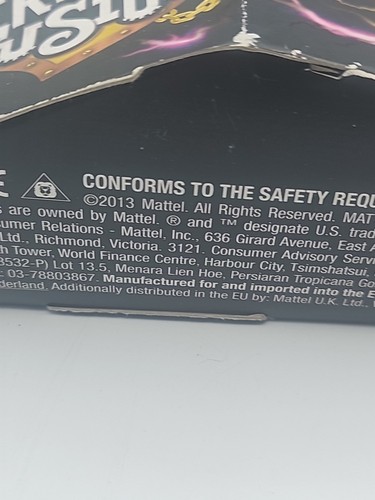 CONFORMS TO THE SAFETY REQU
©2013 Mattel. All Rights Reserved. MAT
s are owned by Mattel. ® and ™ designate U.S. trad
sumer Relations - Mattel, Inc., 636 Girard Avenue, East A
Ltd., Richmond, Victoria. 3121. Consumer Advisory Servi
h Tower, World Finance Centre, Harbour City, Tsimshatsui,
8532-P) Lot 13.5, Menara Lien Hoe, Persiaran Tropicana Go
: 03-78803867. Manufactured for and imported into the E
derland. Additionally distributed in the EU by: Mattel U.K. Ltd.,